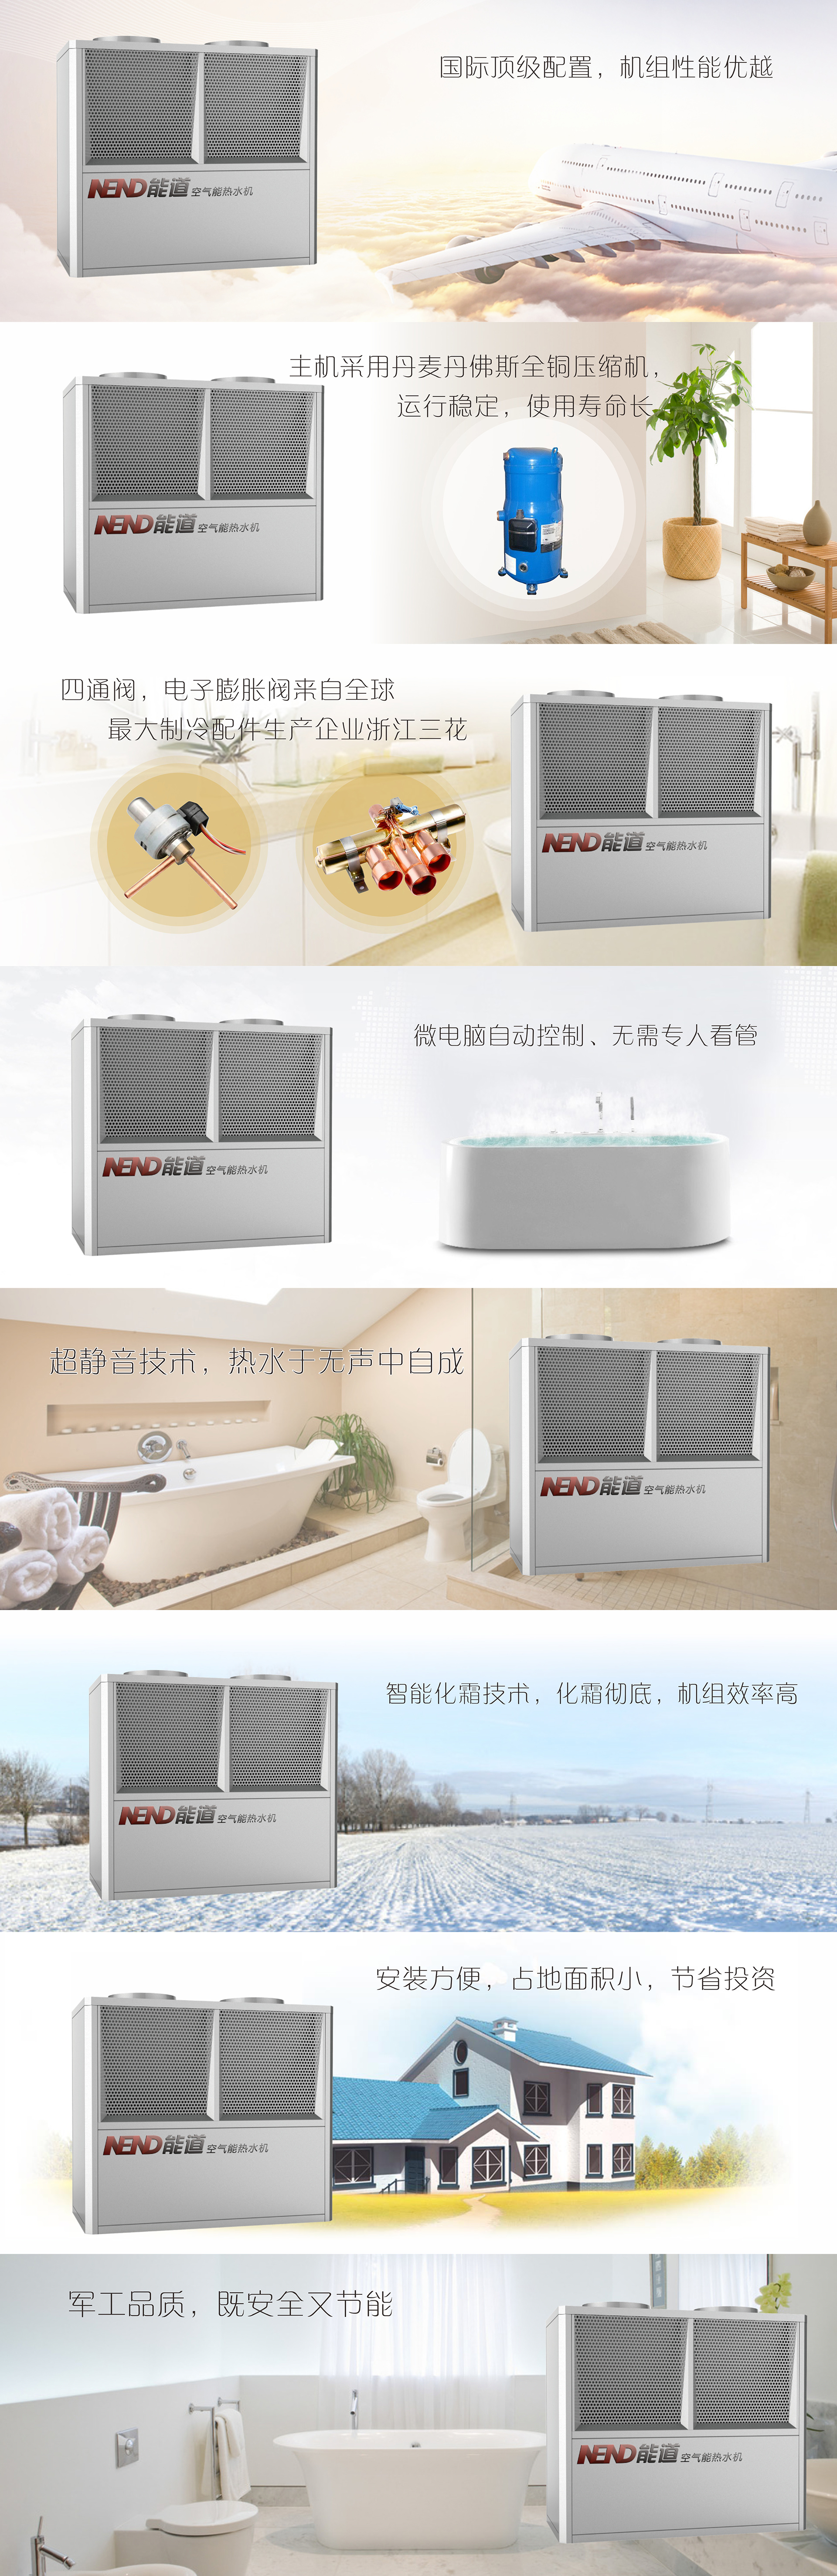 国际顶级配置，机组性能优越
NEND能道 空气能热水机
主机采用丹麦丹佛斯全铜压缩机，
运行稳定，使用寿命长
NEND能道 空气能热水机
四通阀，电子膨胀阀来自全球
最大制冷配件生产企业浙江三花
NEND能道 空气能热水机
微电脑自动控制、无需专人看管
NEND能道 空气能热水机
超静音技术，热水于无声中自成
NEND能道 空气能热水机
智能化霜技术，化霜彻底，机组效率高
NEND能道 空气能热水机
安装方便，占地面积小，节省投资
NEND能道 空气能热水机
军工品质，既安全又节能
NEND能道 空气能热水机